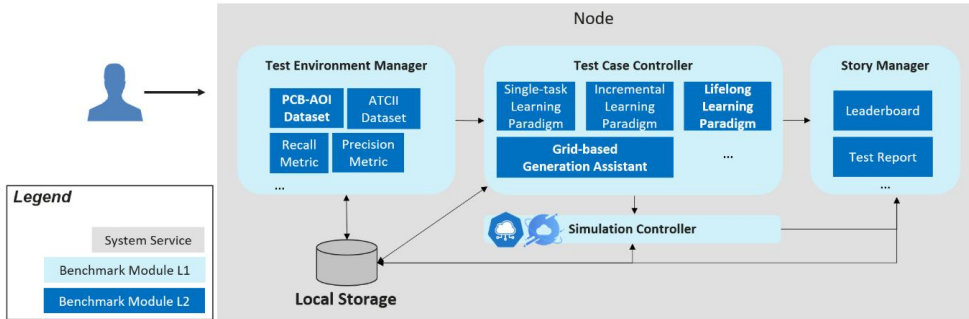 Node
Test Environment Manager
PCB-AOI
Dataset
ATCII
Dataset
Recall
Metric
Precision
Metric
...
Test Case Controller
Single-task
Learning
Paradigm
Incremental
Learning
Paradigm
Lifelong
Learning
Paradigm
Grid-based
Generation Assistant
...
Story Manager
Leaderboard
Test Report
...
Simulation Controller
Local Storage
Legend
System Service
Benchmark Module L1
Benchmark Module L2